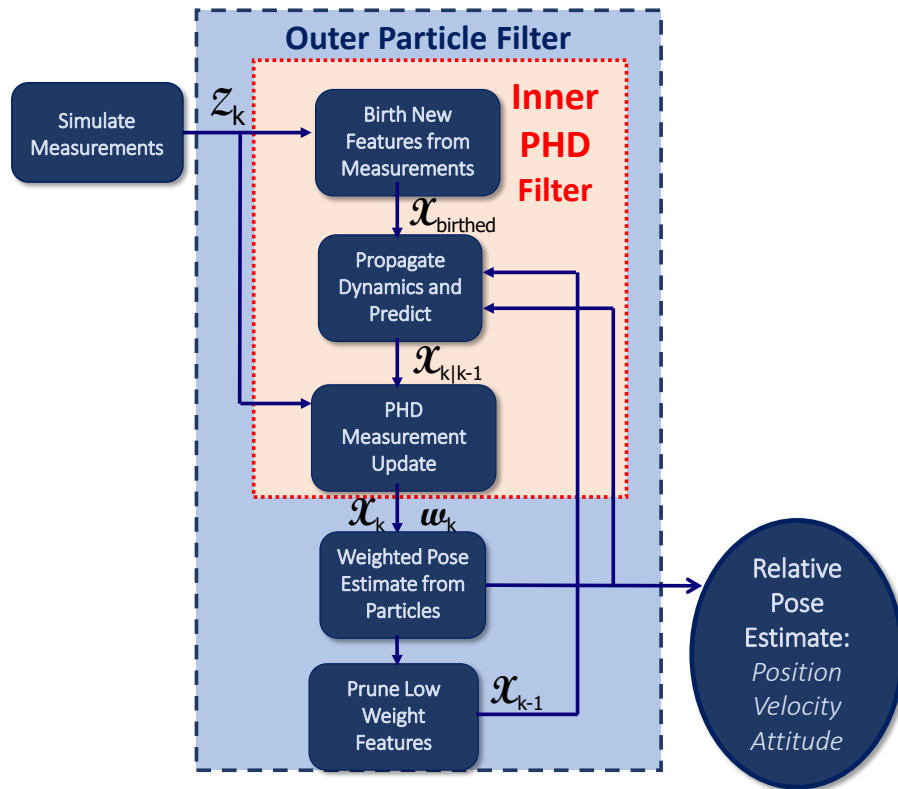 Outer Particle Filter
Inner
PHD
Filter
Simulate
Measurements
𝒵k
Birth New
Features from
Measurements
𝒳birthed
Propagate
Dynamics and
Predict
𝒳k|k-1
PHD
Measurement
Update
𝒳k 𝔀k
Weighted Pose
Estimate from
Particles
Prune Low
Weight
Features
𝒳k-1
Relative
Pose
Estimate:
Position
Velocity
Attitude